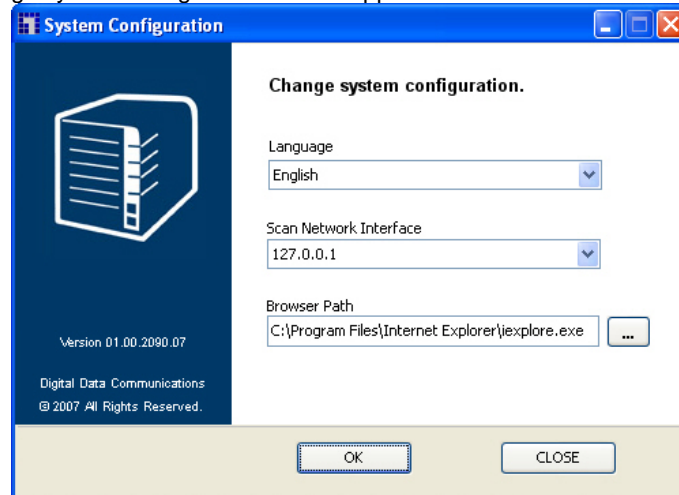 System Configuration
Change system configuration.
Language
English
Scan Network Interface
127.0.0.1
Browser Path
C:\Program Files\Internet Explorer\iexplore.exe
...
Version 01.00.2090.07
Digital Data Communications
© 2007 All Rights Reserved.
OK
CLOSE